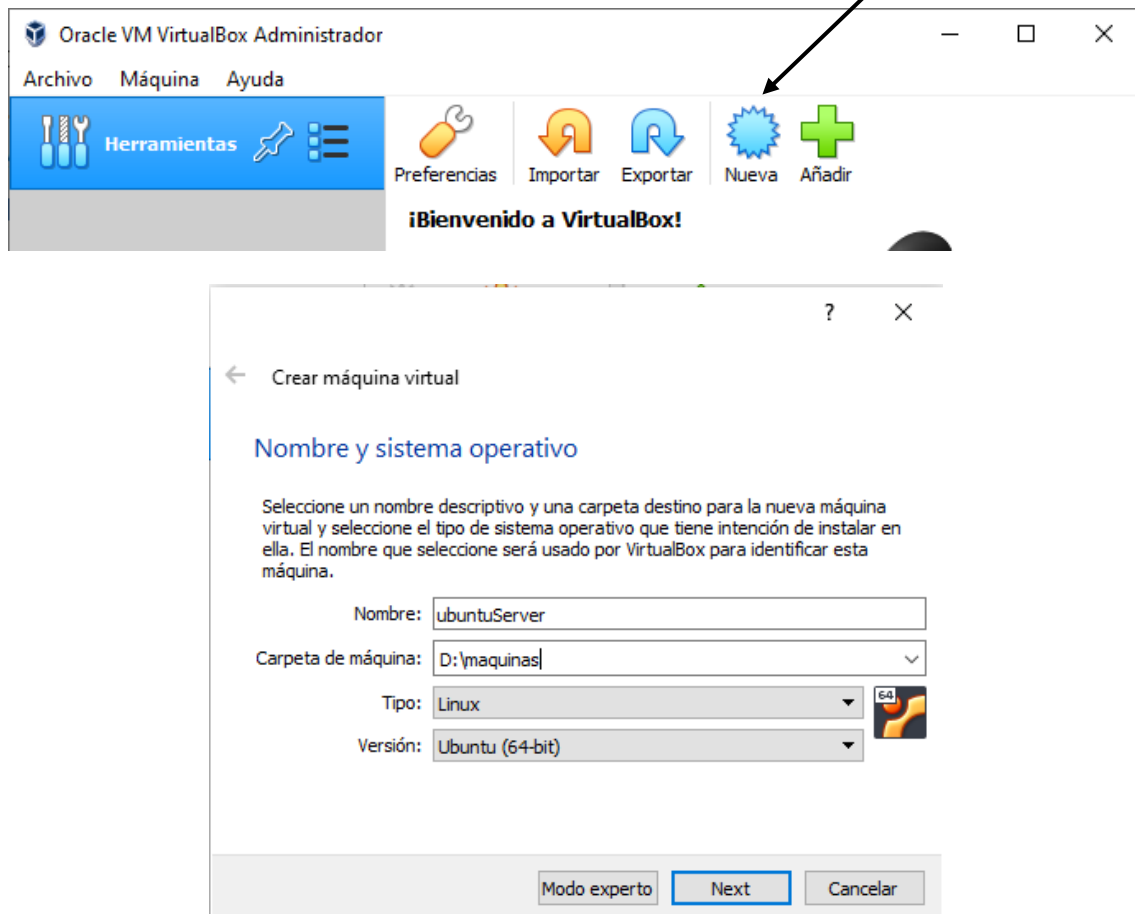 Oracle VM VirtualBox Administrador
Archivo Máquina Ayuda
Herramientas
Preferencias Importar Exportar Nueva Añadir
¡Bienvenido a VirtualBox!
?
Crear máquina virtual
Nombre y sistema operativo
Seleccione un nombre descriptivo y una carpeta destino para la nueva máquina
virtual y seleccione el tipo de sistema operativo que tiene intención de instalar en
ella. El nombre que seleccione será usado por VirtualBox para identificar esta
máquina.
Nombre: ubuntuServer
Carpeta de máquina: D:\maquinas
Tipo: Linux
64
Versión: Ubuntu (64-bit)
Modo experto Next Cancelar